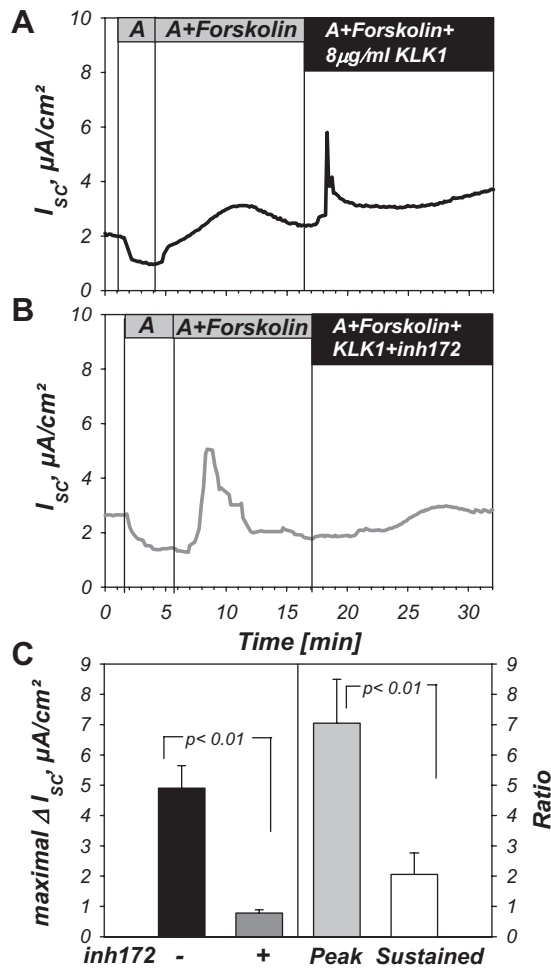 A
10
8
6
4
2
0
I_SC, µA/cm²
A
A+Forskolin
A+Forskolin+
8µg/ml KLK1
B
10
8
6
4
2
0
I_SC, µA/cm²
A
A+Forskolin
A+Forskolin+
KLK1+inh172
0 5 10 15 20 25 30
Time [min]
C
9
8
7
6
5
4
3
2
1
0
maximal Δ I_SC, µA/cm²
p< 0.01
p< 0.01
9
8
7
6
5
4
3
2
1
0
Ratio
inh172 - + Peak Sustained